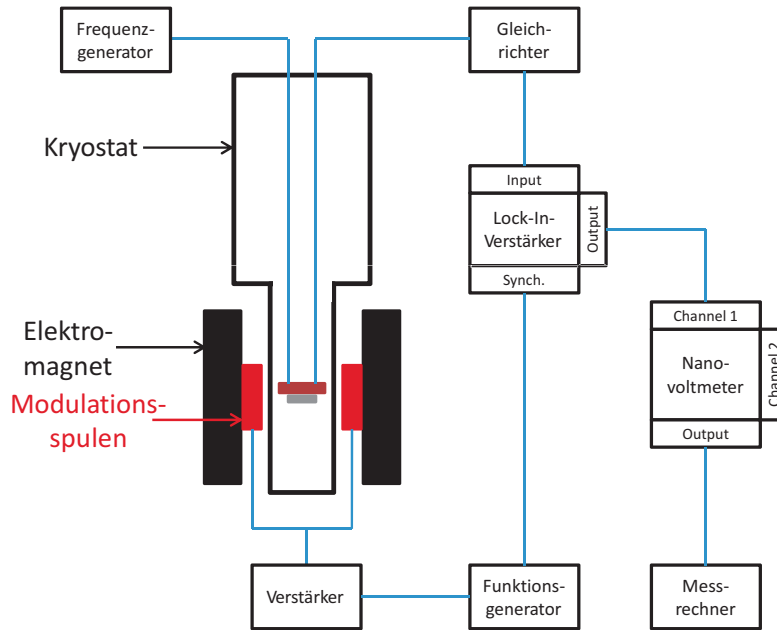 Frequenz-
generator
Gleich-
richter
Kryostat
Input
Lock-In-
Verstärker
Output
Synch.
Elektro-
magnet
Modulations-
spulen
Channel 1
Nano-
voltmeter
Channel 2
Output
Verstärker
Funktions-
generator
Mess-
rechner